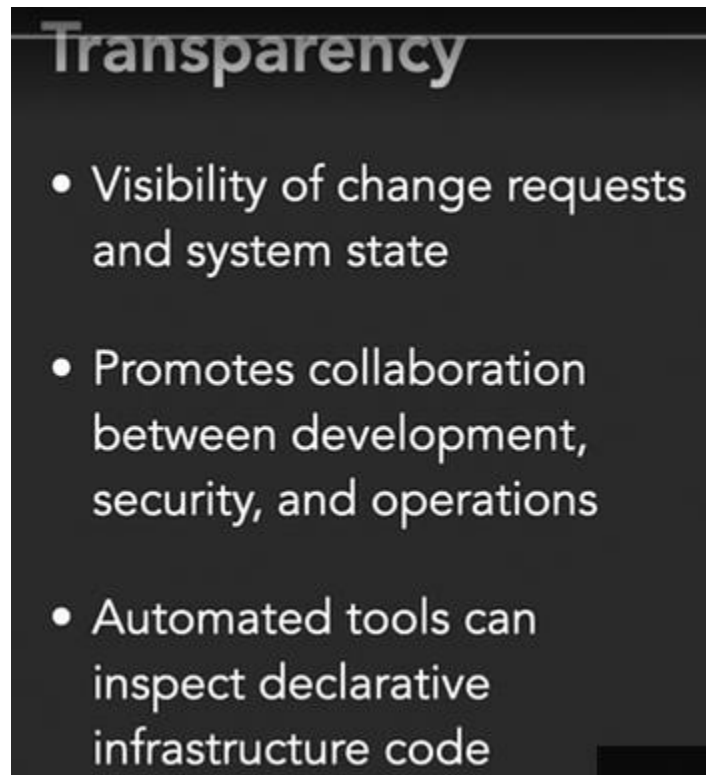 Transparency
• Visibility of change requests
and system state
• Promotes collaboration
between development,
security, and operations
• Automated tools can
inspect declarative
infrastructure code